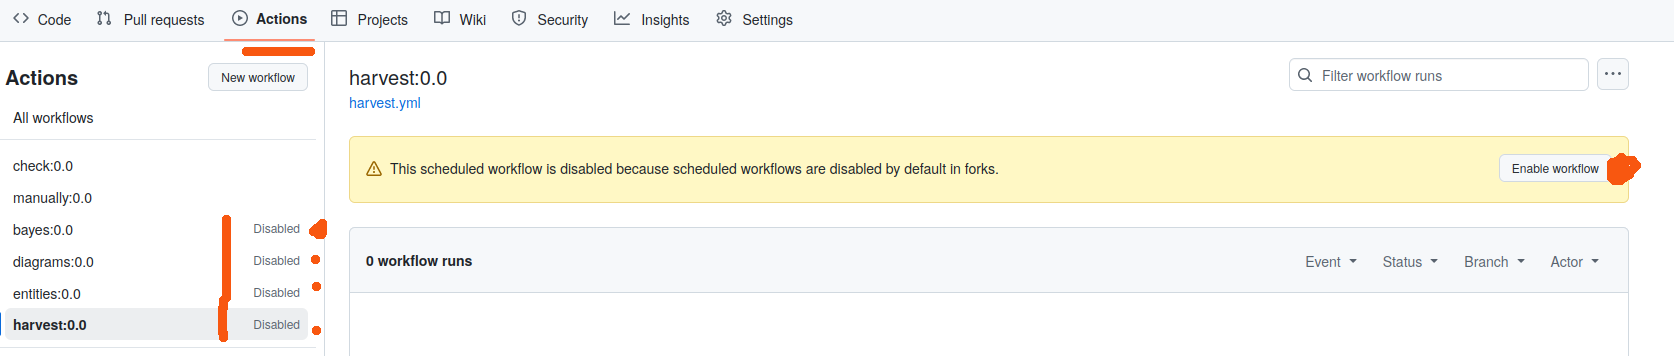 Code Pull requests Actions Projects Wiki Security Insights Settings
Actions New workflow
All workflows
check:0.0
manually:0.0
bayes:0.0 Disabled
diagrams:0.0 Disabled
entities:0.0 Disabled
harvest:0.0 Disabled
harvest:0.0
harvest.yml
Filter workflow runs
This scheduled workflow is disabled because scheduled workflows are disabled by default in forks.
Enable workflow
0 workflow runs
Event Status Branch Actor